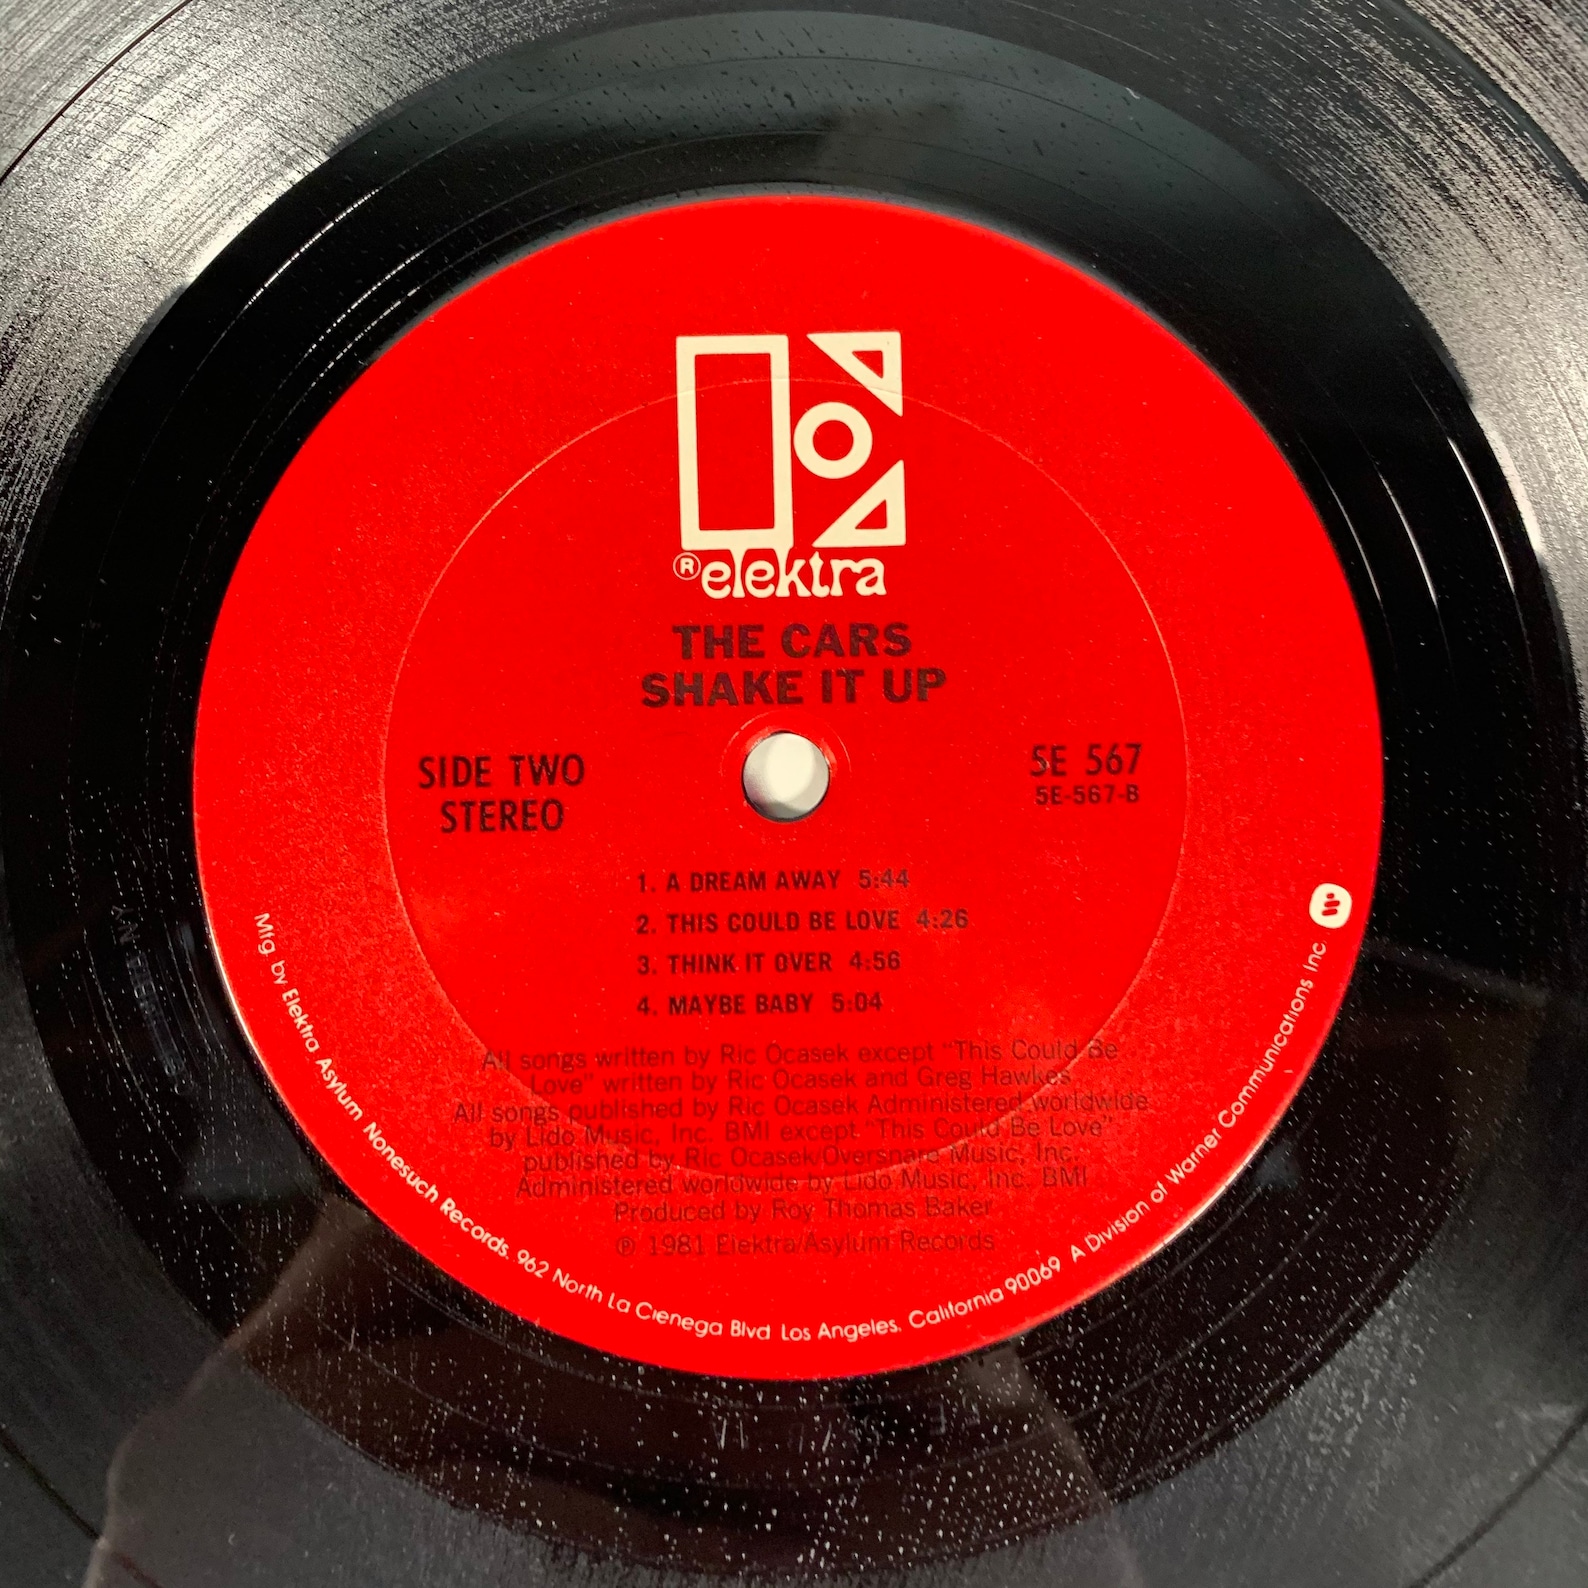 ® elektra
THE CARS
SHAKE IT UP
SIDE TWO
STEREO
5E 567
5E-567-B
1. A DREAM AWAY 5:44
2. THIS COULD BE LOVE 4:26
3. THINK IT OVER 4:56
4. MAYBE BABY 5:04
All songs written by Ric Ocasek except "This Could Be
Love" written by Ric Ocasek and Greg Hawkes
All songs published by Ric Ocasek Administered worldwide
by Lido Music, Inc. BMI except "This Could Be Love"
published by Ric Ocasek/Oversnare Music, Inc.
Administered worldwide by Lido Music, Inc. BMI
Produced by Roy Thomas Baker
℗ 1981 Elektra/Asylum Records
Mfg. by Elektra Asylum Nonesuch Records, 962 North La Cienega Blvd Los Angeles, California 90069 A Division of Warner Communications Inc.